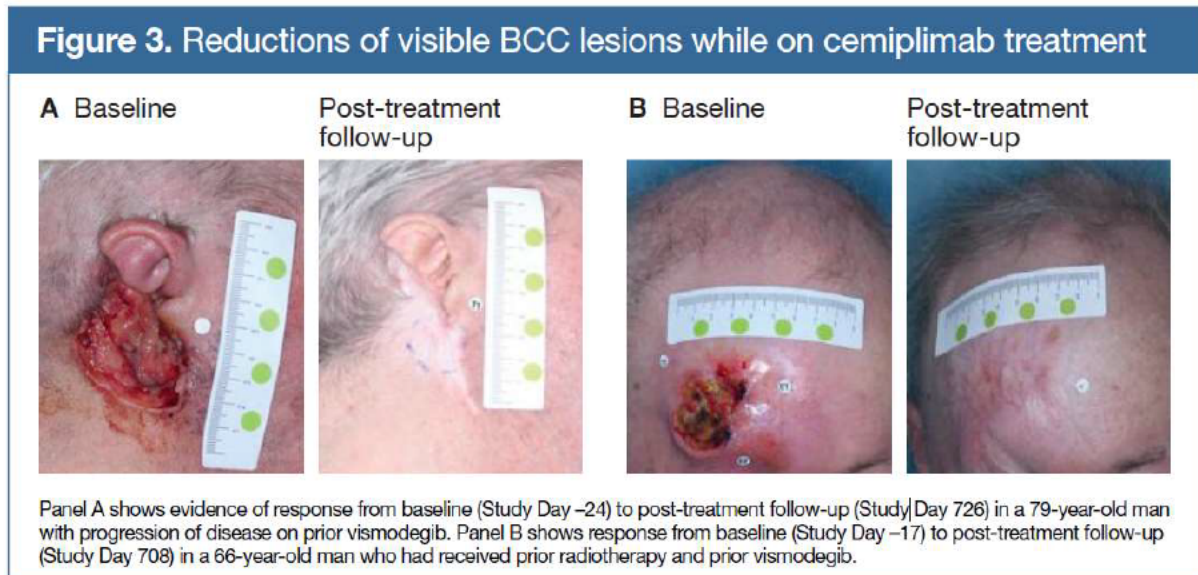 Figure 3. Reductions of visible BCC lesions while on cemiplimab treatment
A Baseline
Post-treatment
follow-up
B Baseline
Post-treatment
follow-up
Panel A shows evidence of response from baseline (Study Day –24) to post-treatment follow-up (Study Day 726) in a 79-year-old man
with progression of disease on prior vismodegib. Panel B shows response from baseline (Study Day –17) to post-treatment follow-up
(Study Day 708) in a 66-year-old man who had received prior radiotherapy and prior vismodegib.